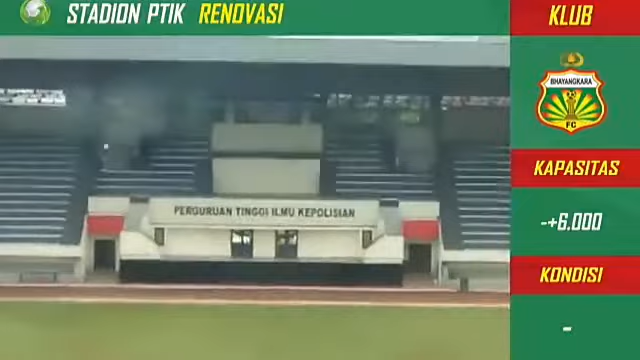 STADION PTIK RENOVASI
KLUB
BHAYANGKARA
FC
KAPASITAS
-+6.000
KONDISI
-
PERGURUAN TINGGI ILMU KEPOLISIAN